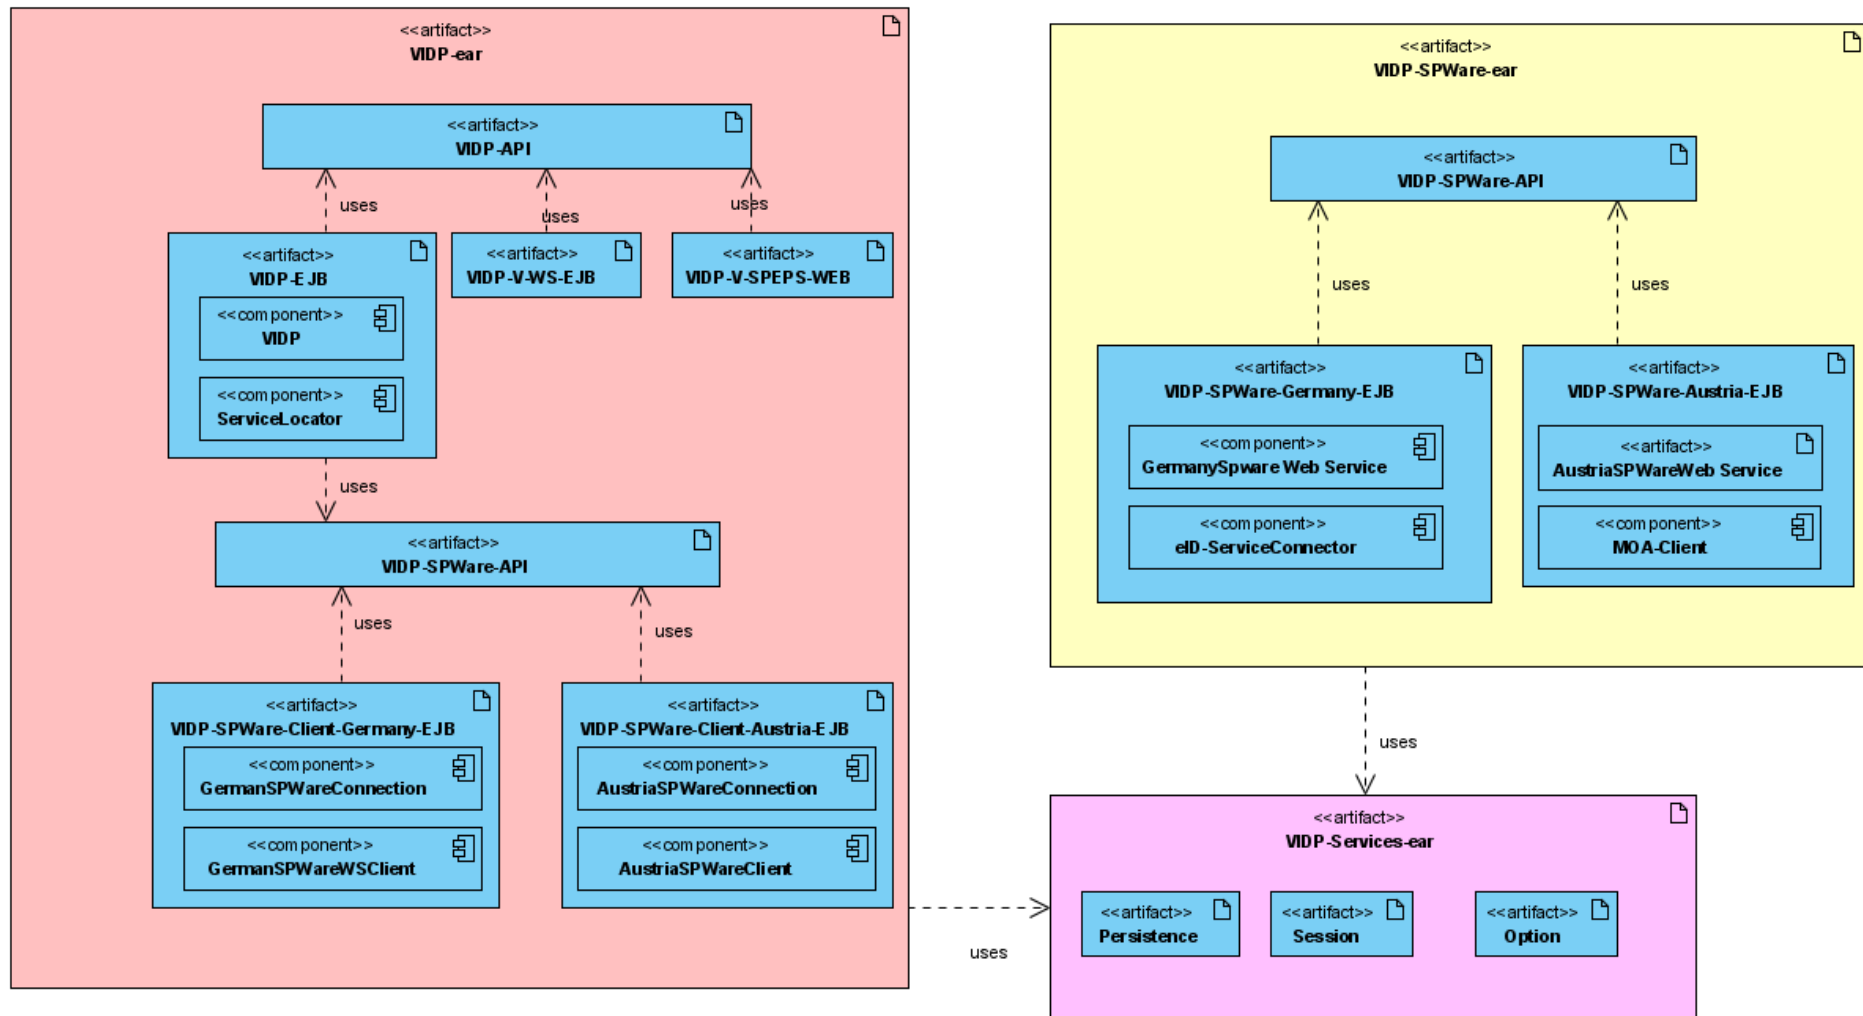 <<artifact>>
VIDP-ear
<<artifact>>
VIDP-API
uses
uses
uses
<<artifact>>
VIDP-EJB
<<component>>
VIDP
<<component>>
ServiceLocator
<<artifact>>
VIDP-V-WS-EJB
<<artifact>>
VIDP-V-SPEPS-WEB
uses
<<artifact>>
VIDP-SPWare-API
uses
uses
<<artifact>>
VIDP-SPWare-Client-Germany-EJB
<<component>>
GermanSPWareConnection
<<component>>
GermanSPWareWSClient
<<artifact>>
VIDP-SPWare-Client-Austria-EJB
<<component>>
AustriaSPWareConnection
<<component>>
AustriaSPWareClient
uses
<<artifact>>
VIDP-SPWare-ear
<<artifact>>
VIDP-SPWare-API
uses
uses
<<artifact>>
VIDP-SPWare-Germany-EJB
<<component>>
GermanySpware Web Service
<<component>>
eID-ServiceConnector
<<artifact>>
VIDP-SPWare-Austria-EJB
<<artifact>>
AustriaSPWareWeb Service
<<component>>
MOA-Client
uses
<<artifact>>
VIDP-Services-ear
<<artifact>>
Persistence
<<artifact>>
Session
<<artifact>>
Option